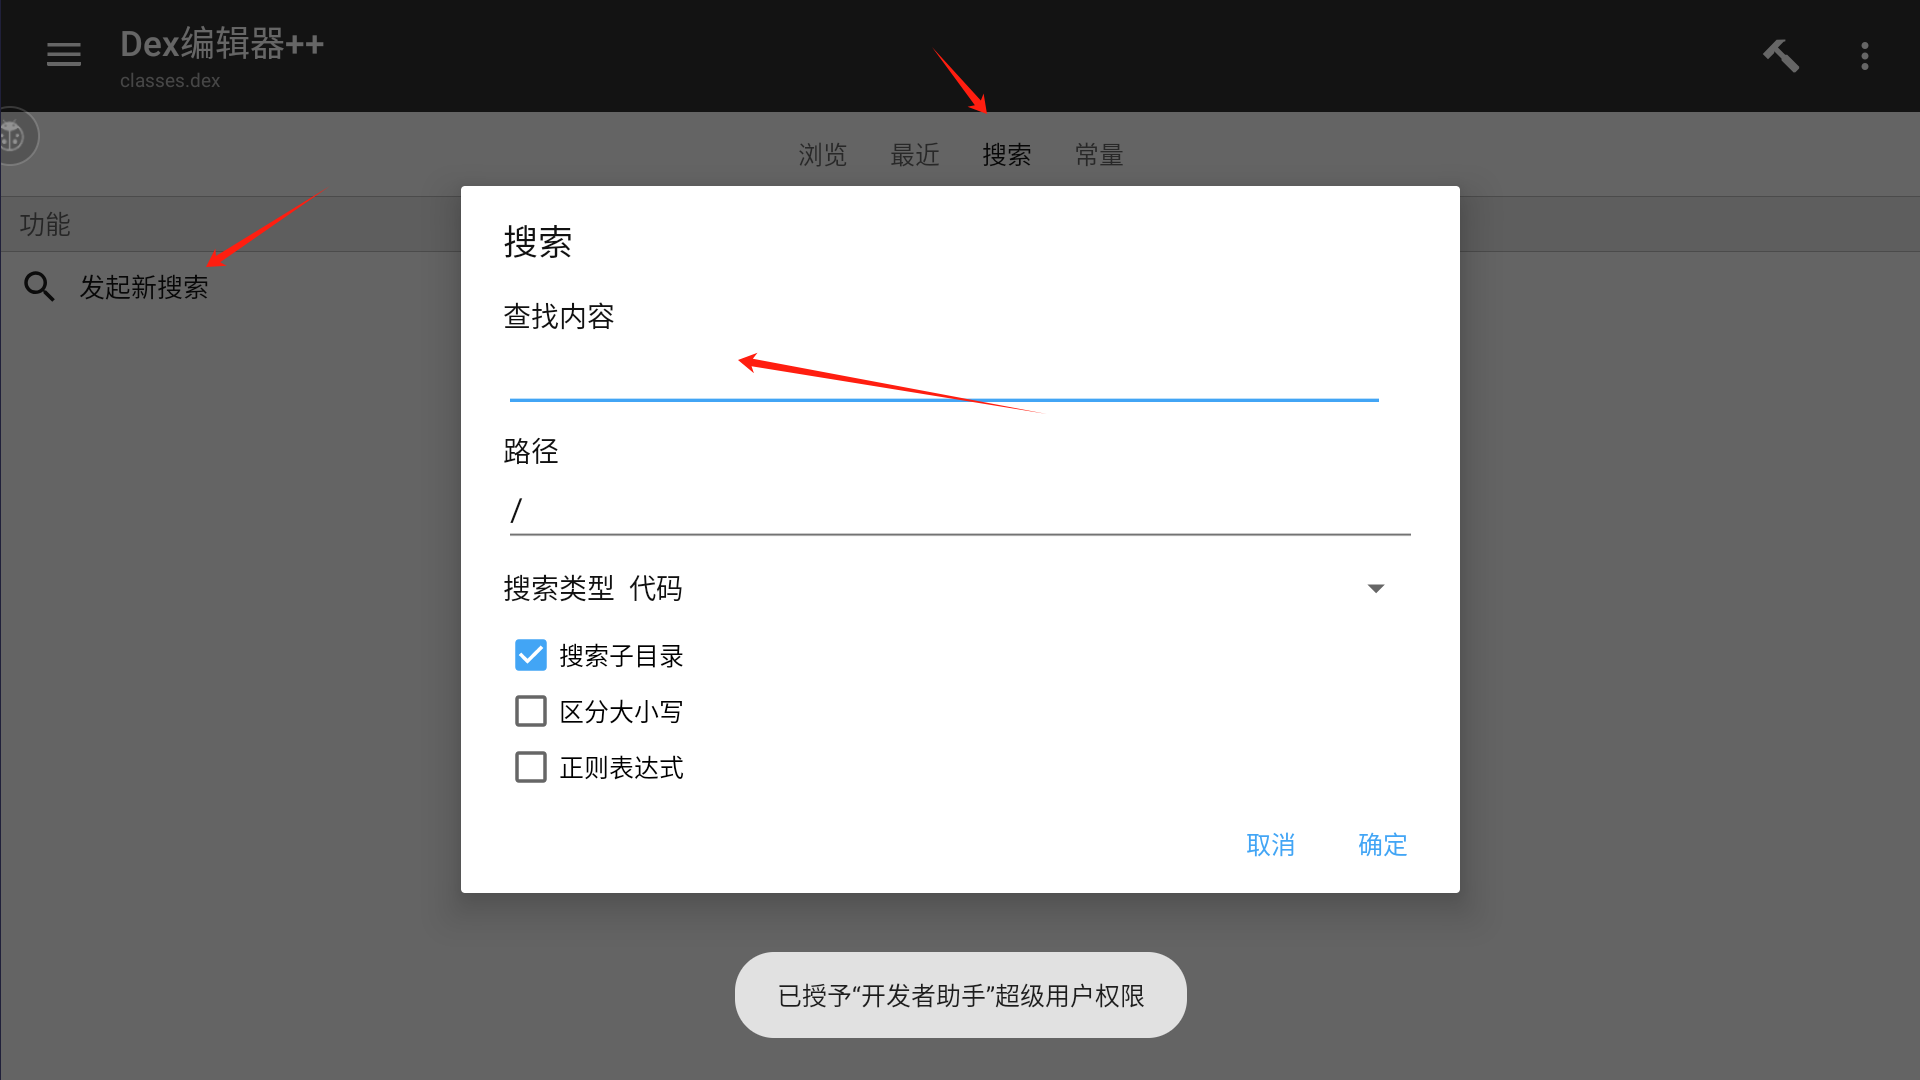 Dex编辑器++
classes.dex
浏览 最近 搜索 常量
功能
发起新搜索
搜索
查找内容
路径
/
搜索类型 代码
搜索子目录
区分大小写
正则表达式
取消 确定
已授予“开发者助手”超级用户权限